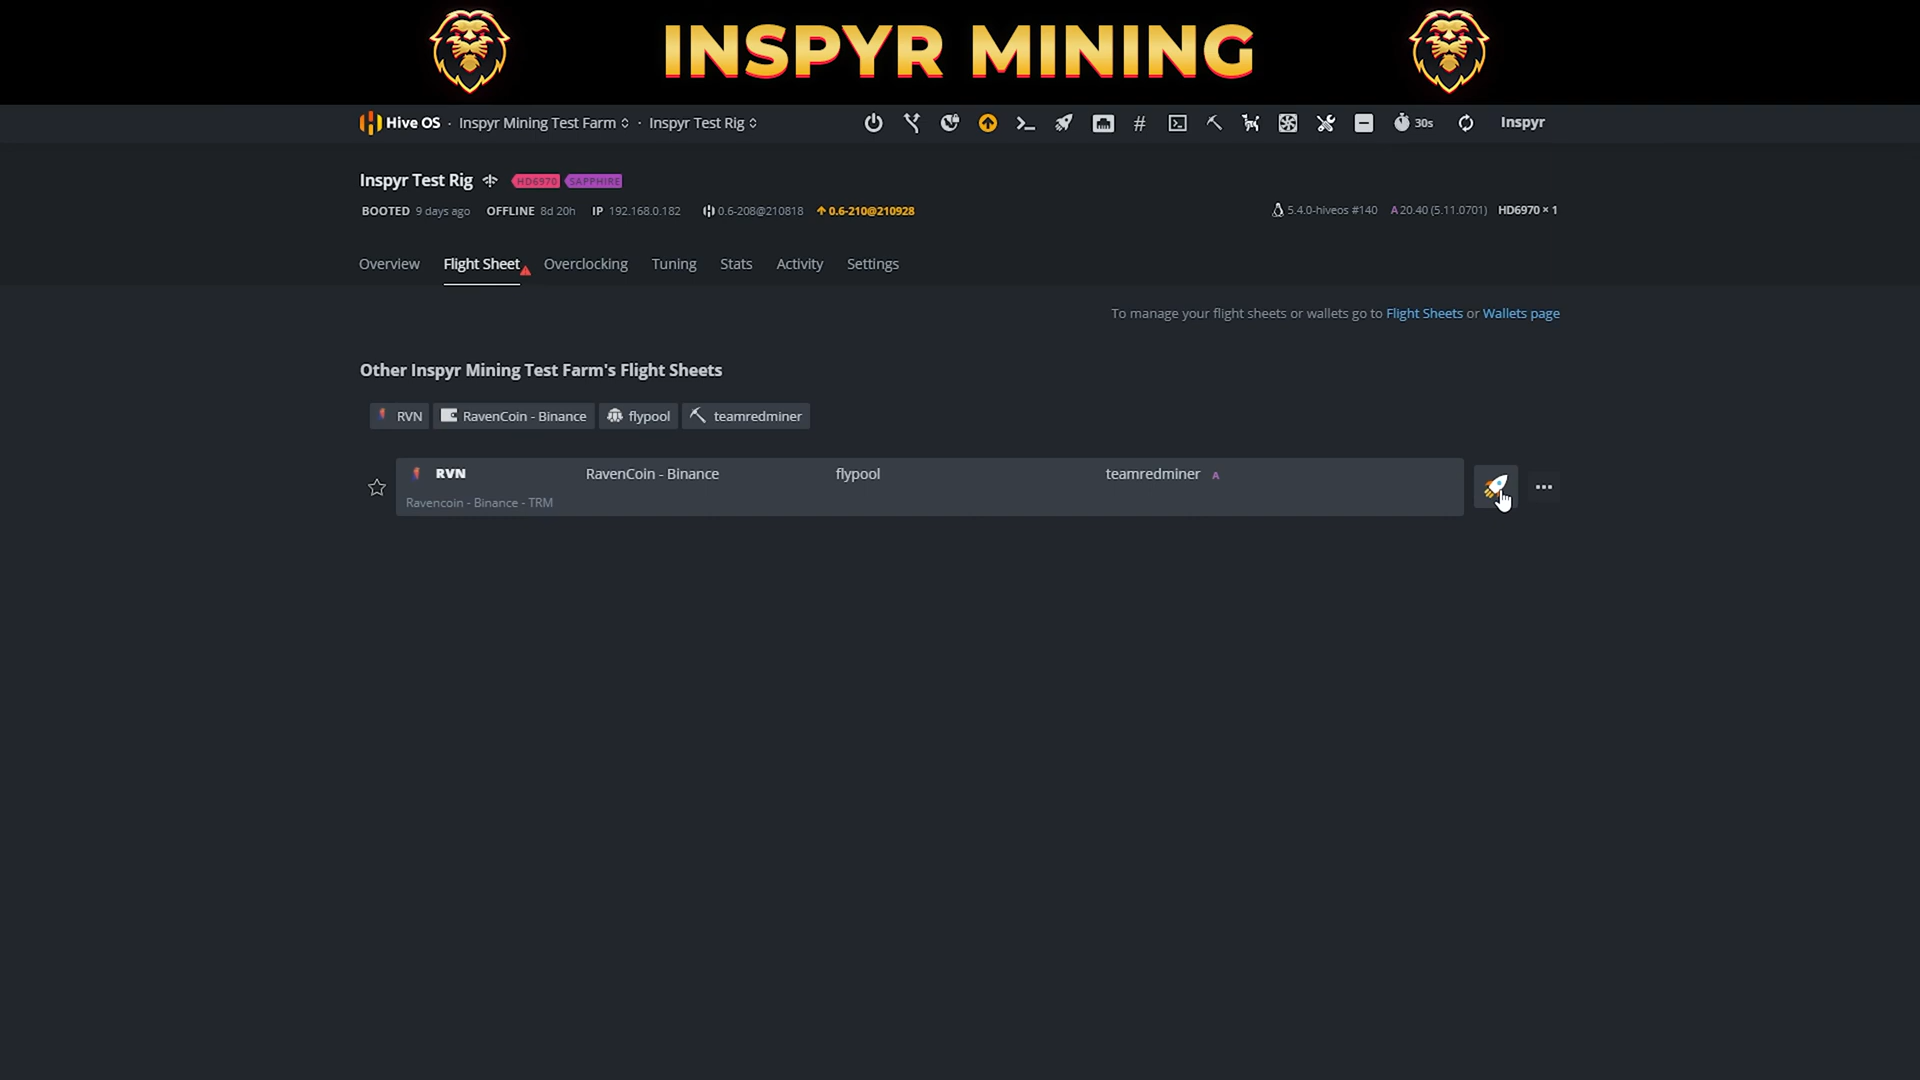 INSPYR MINING
Hive OS · Inspyr Mining Test Farm · Inspyr Test Rig 30s Inspyr
Inspyr Test Rig HD6970 SAPPHIRE
BOOTED 9 days ago OFFLINE 8d 20h IP 192.168.0.182 0.6-208@210818 0.6-210@210928 5.4.0-hiveos #140 A 20.40 (5.11.0701) HD6970 × 1
Overview Flight Sheet Overclocking Tuning Stats Activity Settings
To manage your flight sheets or wallets go to Flight Sheets or Wallets page
Other Inspyr Mining Test Farm's Flight Sheets
RVN RavenCoin - Binance flypool teamredminer
RVN RavenCoin - Binance flypool teamredminer A
Ravencoin - Binance - TRM